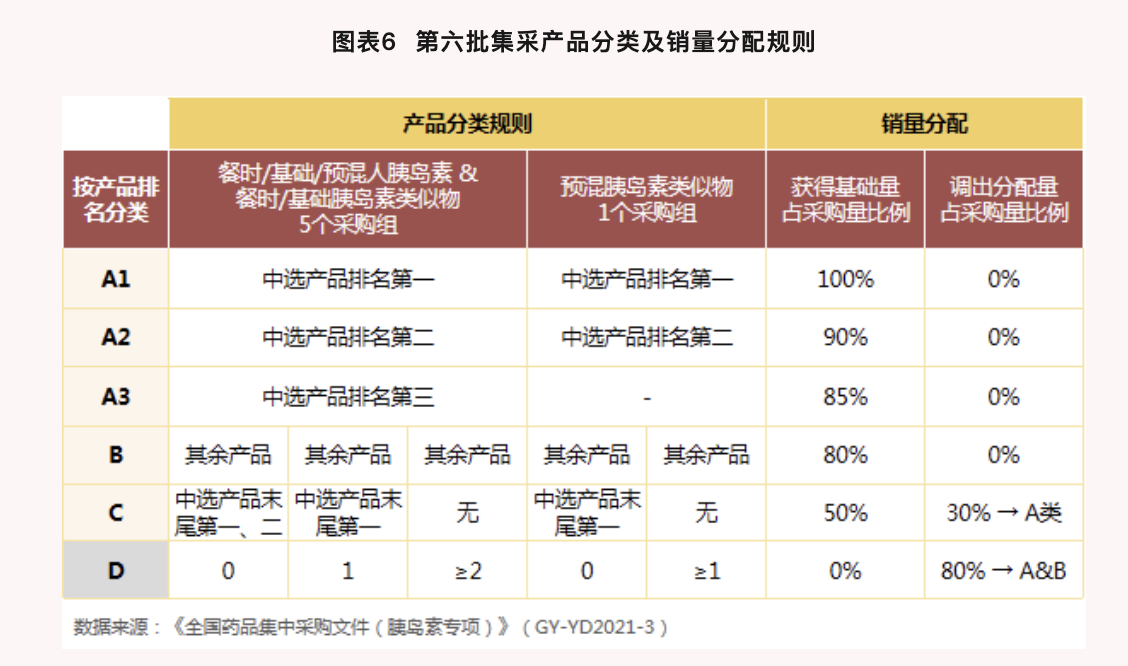 图表6 第六批集采产品分类及销量分配规则
产品分类规则 销量分配
按产品排
名分类
餐时/基础/预混人胰岛素 &
餐时/基础胰岛素类似物
5个采购组
预混胰岛素类似物
1个采购组
获得基础量
占采购量比例
调出分配量
占采购量比例
A1 中选产品排名第一 中选产品排名第一 100% 0%
A2 中选产品排名第二 中选产品排名第二 90% 0%
A3 中选产品排名第三 - 85% 0%
B 其余产品 其余产品 其余产品 其余产品 其余产品 80% 0%
C
中选产品末
尾第一、二
中选产品末
尾第一
无
中选产品末
尾第一
无 50% 30%→A类
D 0 1 ≥2 0 ≥1 0% 80%→A&B
数据来源：《全国药品集中采购文件（胰岛素专项）》（GY-YD2021-3）